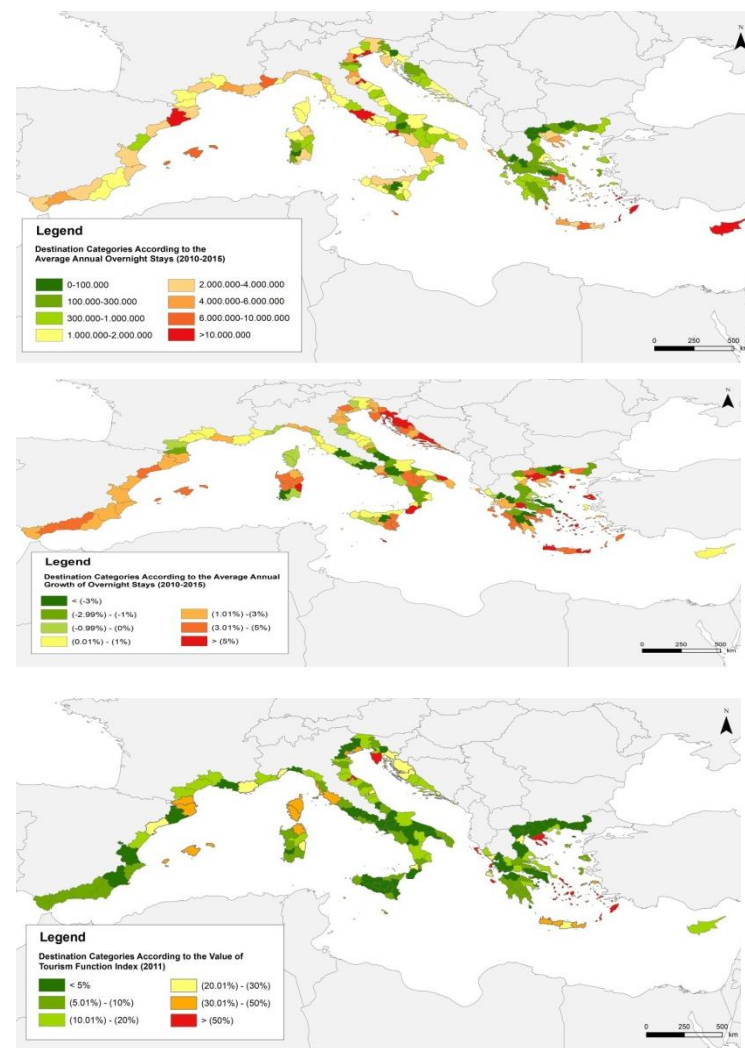 Legend
Destination Categories According to the
Average Annual Overnight Stays (2010-2015)
0-100.000
2.000.000-4.000.000
100.000-300.000
4.000.000-6.000.000
300.000-1.000.000
6.000.000-10.000.000
1.000.000-2.000.000
>10.000.000
N
0 250 500
km
Legend
Destination Categories According to the Average Annual
Growth of Overnight Stays (2010-2015)
< (-3%)
(-2.99%) - (-1%)
(1.01%) -(3%)
(-0.99%) - (0%)
(3.01%) - (5%)
(0.01%) - (1%)
> (5%)
N
0 250 500
km
Legend
Destination Categories According to the Value of
Tourism Function Index (2011)
< 5%
(20.01%) - (30%)
(5.01%) - (10%)
(30.01%) - (50%)
(10.01%) - (20%)
> (50%)
N
0 250 500
km